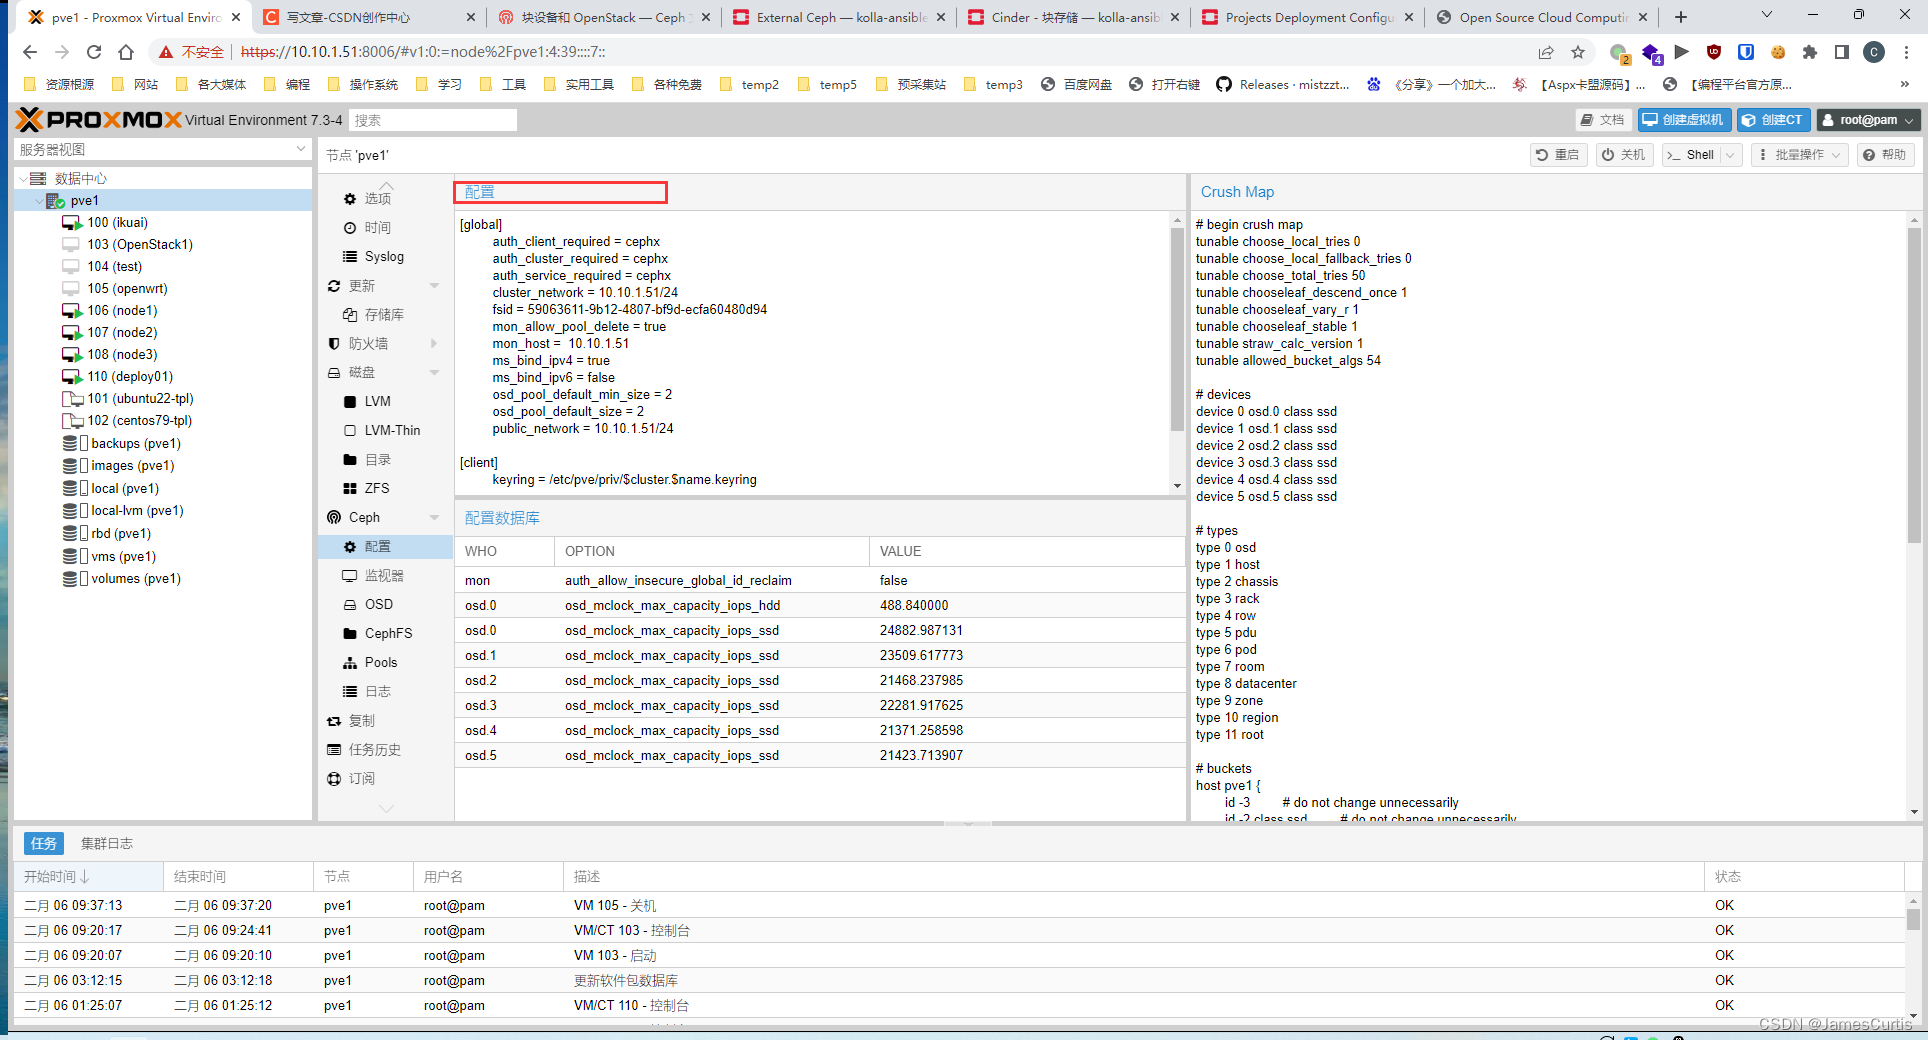 pve1 - Proxmox Virtual Enviro
写文章-CSDN创作中心
块设备和 OpenStack — Ceph
External Ceph — kolla-ansible
Cinder - 块存储 — kolla-ansib
Projects Deployment Configu
Open Source Cloud Computin
不安全
https://10.10.1.51:8006/#v1:0:=node%2Fpve1:4:39::::7::
2
4
C
资源根源
网站
各大媒体
编程
操作系统
学习
工具
实用工具
各种免费
temp2
temp5
预采集站
temp3
百度网盘
打开右键
Releases · mistzzt...
《分享》一个加大...
【Aspx卡盟源码】...
【编程平台官方原...
PROXMOX
Virtual Environment 7.3-4
搜索
文档
创建虚拟机
创建CT
root@pam
服务器视图
节点 'pve1'
重启
关机
Shell
批量操作
帮助
数据中心
pve1
100 (ikuai)
103 (OpenStack1)
104 (test)
105 (openwrt)
106 (node1)
107 (node2)
108 (node3)
110 (deploy01)
101 (ubuntu22-tpl)
102 (centos79-tpl)
backups (pve1)
images (pve1)
local (pve1)
local-lvm (pve1)
rbd (pve1)
vms (pve1)
volumes (pve1)
选项
时间
Syslog
更新
存储库
防火墙
磁盘
LVM
LVM-Thin
目录
ZFS
Ceph
配置
监视器
OSD
CephFS
Pools
日志
复制
任务历史
订阅
配置
[global]
auth_client_required = cephx
auth_cluster_required = cephx
auth_service_required = cephx
cluster_network = 10.10.1.51/24
fsid = 59063611-9b12-4807-bf9d-ecfa60480d94
mon_allow_pool_delete = true
mon_host =  10.10.1.51
ms_bind_ipv4 = true
ms_bind_ipv6 = false
osd_pool_default_min_size = 2
osd_pool_default_size = 2
public_network = 10.10.1.51/24
[client]
keyring = /etc/pve/priv/$cluster.$name.keyring
配置数据库
WHO OPTION VALUE
mon auth_allow_insecure_global_id_reclaim false
osd.0 osd_mclock_max_capacity_iops_hdd 488.840000
osd.0 osd_mclock_max_capacity_iops_ssd 24882.987131
osd.1 osd_mclock_max_capacity_iops_ssd 23509.617773
osd.2 osd_mclock_max_capacity_iops_ssd 21468.237985
osd.3 osd_mclock_max_capacity_iops_ssd 22281.917625
osd.4 osd_mclock_max_capacity_iops_ssd 21371.258598
osd.5 osd_mclock_max_capacity_iops_ssd 21423.713907
Crush Map
# begin crush map
tunable choose_local_tries 0
tunable choose_local_fallback_tries 0
tunable choose_total_tries 50
tunable chooseleaf_descend_once 1
tunable chooseleaf_vary_r 1
tunable chooseleaf_stable 1
tunable straw_calc_version 1
tunable allowed_bucket_algs 54
# devices
device 0 osd.0 class ssd
device 1 osd.1 class ssd
device 2 osd.2 class ssd
device 3 osd.3 class ssd
device 4 osd.4 class ssd
device 5 osd.5 class ssd
# types
type 0 osd
type 1 host
type 2 chassis
type 3 rack
type 4 row
type 5 pdu
type 6 pod
type 7 room
type 8 datacenter
type 9 zone
type 10 region
type 11 root
# buckets
host pve1 {
id -3 # do not change unnecessarily
id -2 class ssd # do not change unnecessarily
任务
集群日志
开始时间 结束时间 节点 用户名 描述 状态
二月 06 09:37:13 二月 06 09:37:20 pve1 root@pam VM 105 - 关机 OK
二月 06 09:20:17 二月 06 09:24:41 pve1 root@pam VM/CT 103 - 控制台 OK
二月 06 09:20:07 二月 06 09:20:10 pve1 root@pam VM 103 - 启动 OK
二月 06 03:12:15 二月 06 03:12:18 pve1 root@pam 更新软件包数据库 OK
二月 06 01:25:07 二月 06 01:25:12 pve1 root@pam VM/CT 110 - 控制台 OK
CSDN @JamesCurtis